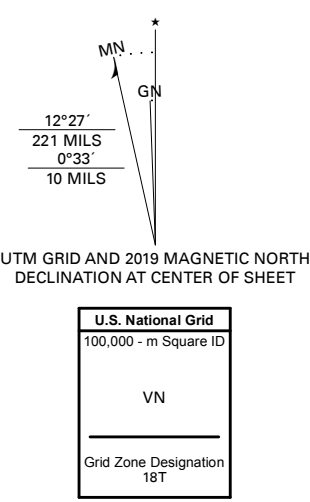 ★
MN
GN
12°27´
221 MILS
0°33´
10 MILS
UTM GRID AND 2019 MAGNETIC NORTH
DECLINATION AT CENTER OF SHEET
U.S. National Grid
100,000 - m Square ID
VN
Grid Zone Designation
18T